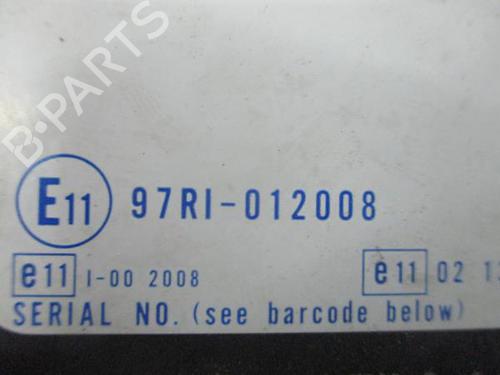 B-PARTS
E11 97RI-012008
e11 I-00 2008 e11 02
SERIAL NO. (see barcode below)